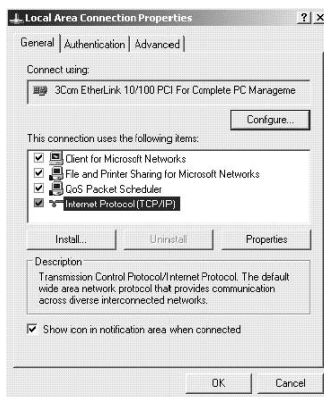 Local Area Connection Properties
General Authentication Advanced
Connect using:
3Com EtherLink 10/100 PCI For Complete PC Manageme
Configure...
This connection uses the following items:
Client for Microsoft Networks
File and Printer Sharing for Microsoft Networks
QoS Packet Scheduler
Internet Protocol (TCP/IP)
Install... Uninstall Properties
Description
Transmission Control Protocol/Internet Protocol. The default
wide area network protocol that provides communication
across diverse interconnected networks.
Show icon in notification area when connected
OK Cancel